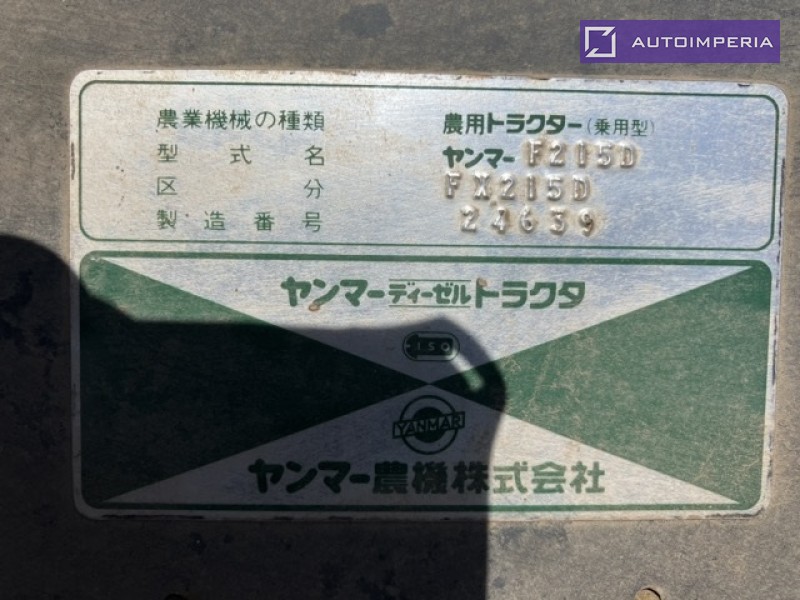 AUTOIMPERIA
農業機械の種類 農用トラクター(乗用型)
型式名 ヤンマー F215D
区分 FX215D
製造番号 24639
ヤンマーディーゼルトラクタ
ISO
YANMAR
ヤンマー農機株式会社